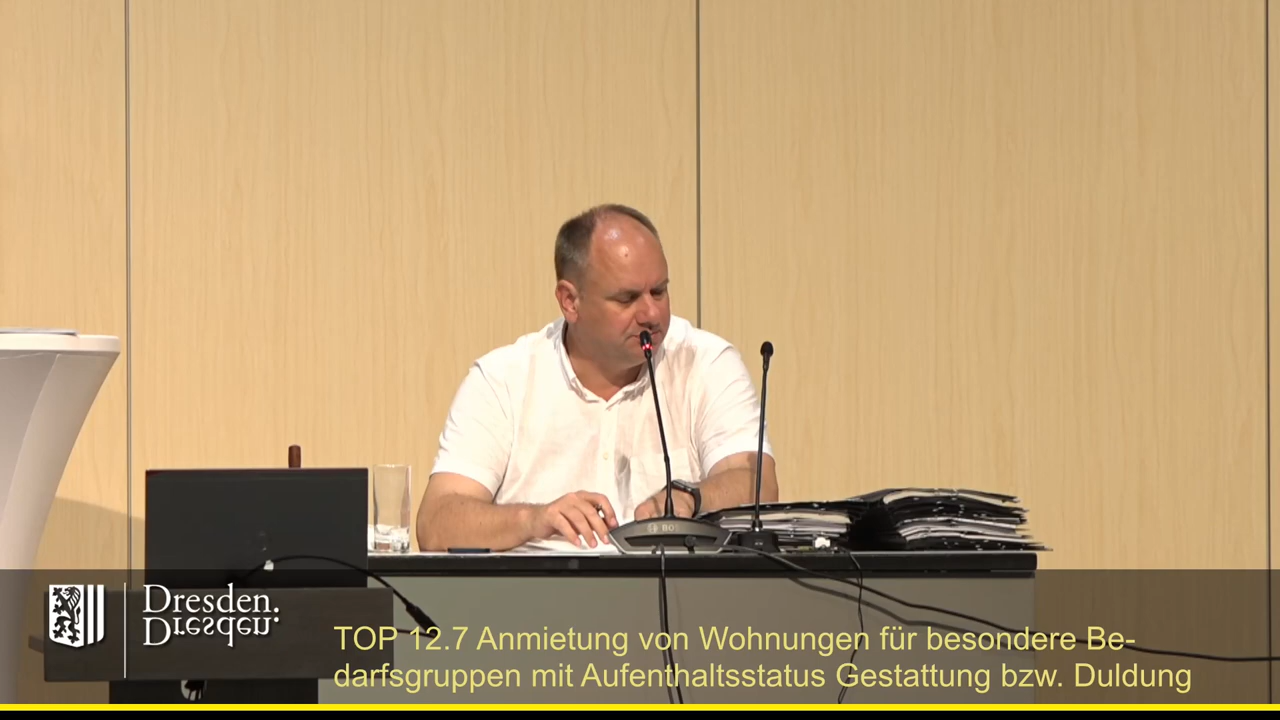 Dresden.
Dresden.
TOP 12.7 Anmietung von Wohnungen für besondere Be-
darfsgruppen mit Aufenthaltsstatus Gestattung bzw. Duldung